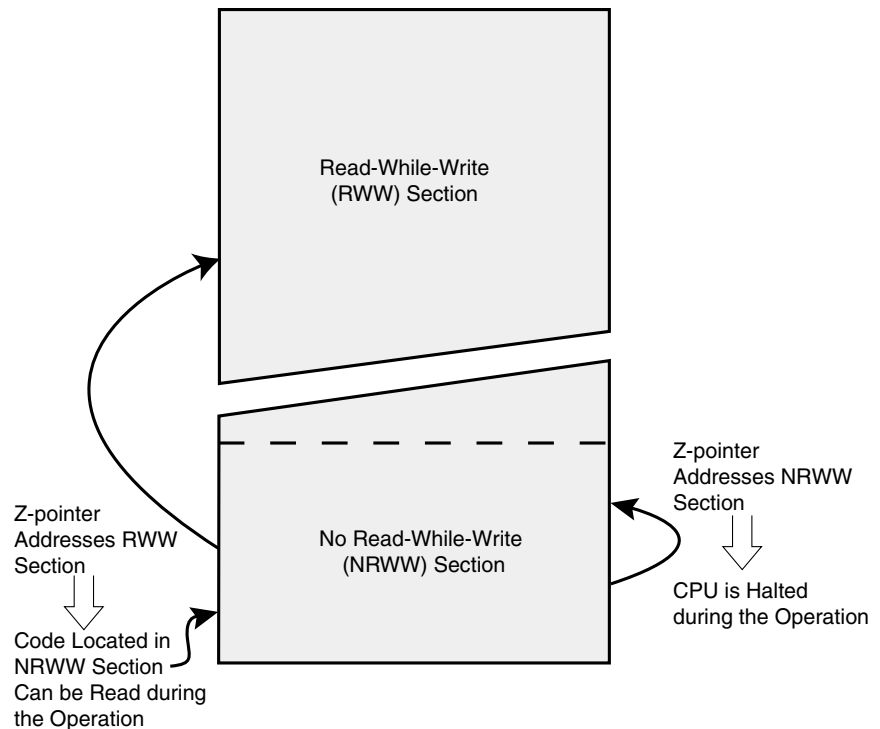 Read-While-Write
(RWW) Section
Z-pointer
Addresses NRWW
Section
Z-pointer
Addresses RWW
Section
No Read-While-Write
(NRWW) Section
CPU is Halted
during the Operation
Code Located in
NRWW Section
Can be Read during
the Operation